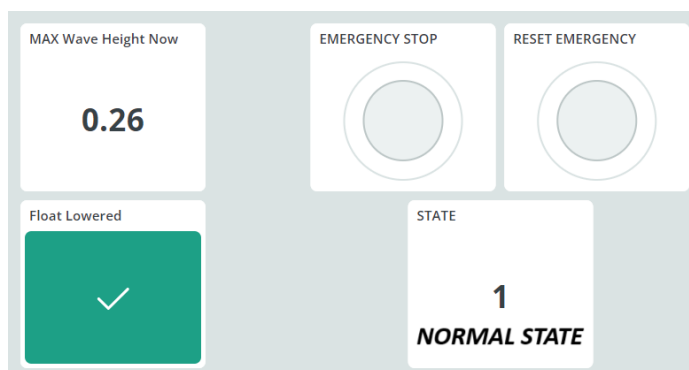 MAX Wave Height Now
0.26
EMERGENCY STOP
RESET EMERGENCY
Float Lowered
STATE
1
NORMAL STATE